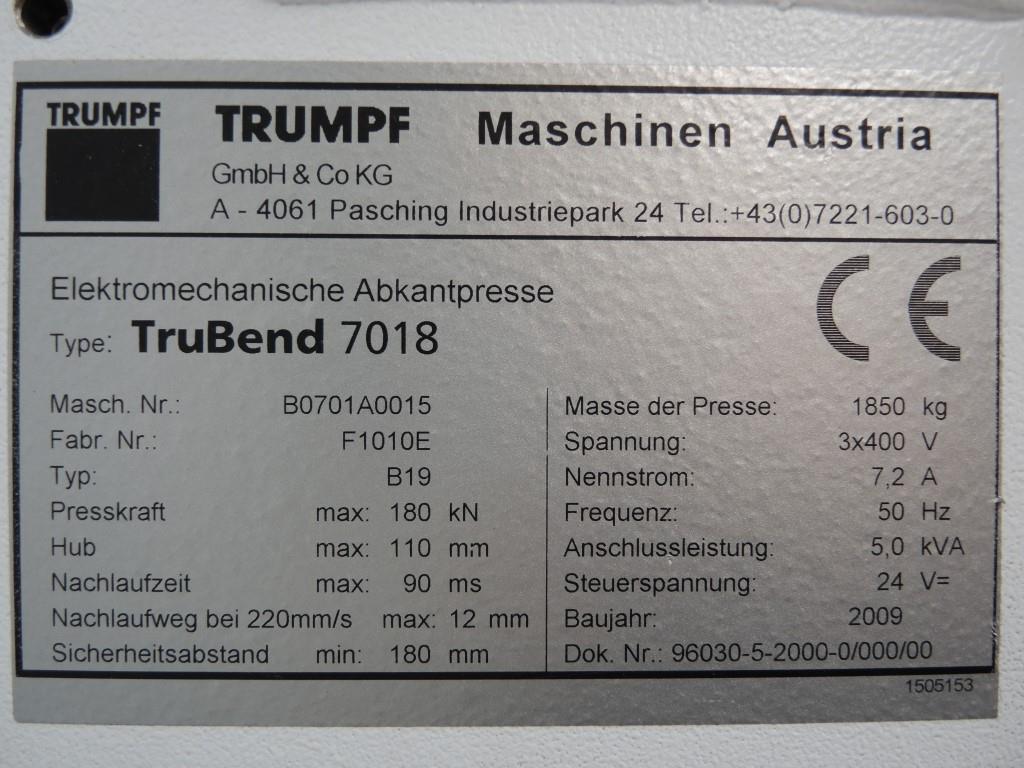 TRUMPF
TRUMPF Maschinen Austria
GmbH & Co KG
A - 4061 Pasching Industriepark 24 Tel.:+43(0)7221-603-0
Elektromechanische Abkantpresse
Type: TruBend 7018
CE
Masch. Nr.: B0701A0015
Fabr. Nr.: F1010E
Typ: B19
Presskraft max: 180 kN
Hub max: 110 mm
Nachlaufzeit max: 90 ms
Nachlaufweg bei 220mm/s max: 12 mm
Sicherheitsabstand min: 180 mm
Masse der Presse: 1850 kg
Spannung: 3x400 V
Nennstrom: 7,2 A
Frequenz: 50 Hz
Anschlussleistung: 5,0 kVA
Steuerspannung: 24 V=
Baujahr: 2009
Dok. Nr.: 96030-5-2000-0/000/00
1505153